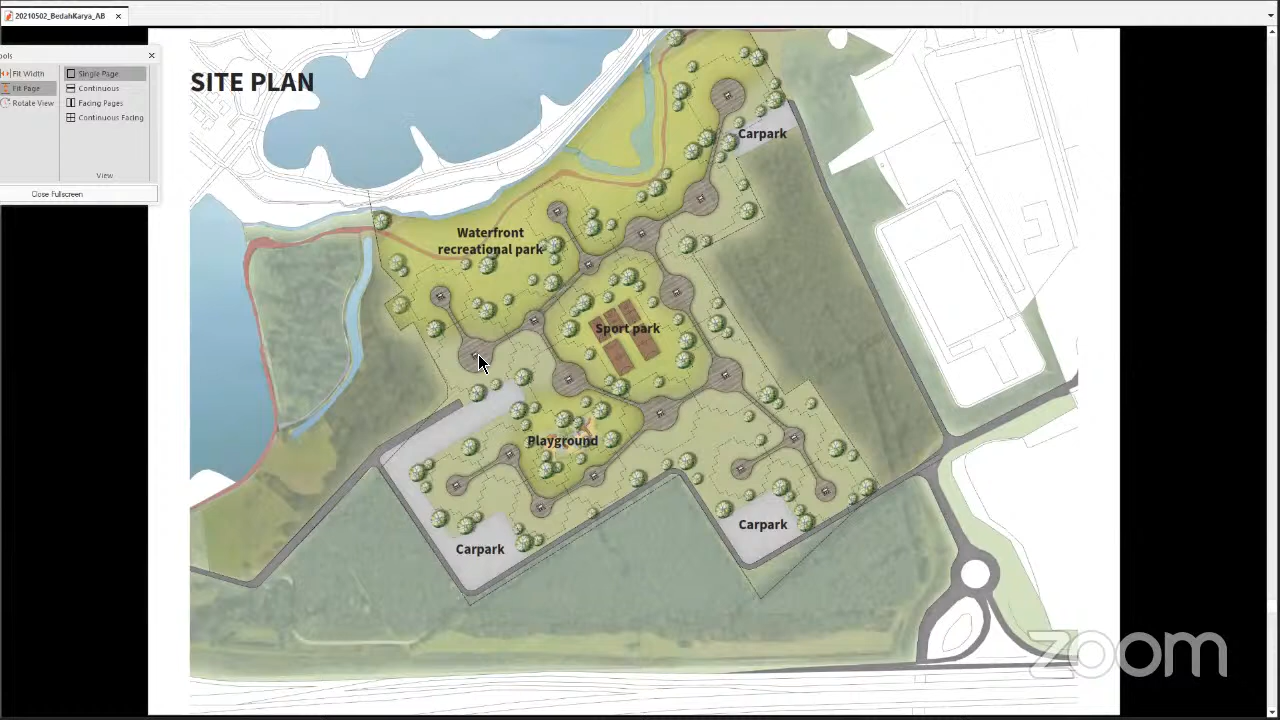 20210502_BedahKarya_AB
ols
Fit Width
Single Page
Fit Page
Continuous
Rotate View
Facing Pages
Continuous Facing
View
Close Fullscreen
SITE PLAN
Carpark
Waterfront
recreational park
Sport park
Playground
Carpark
Carpark
zoom